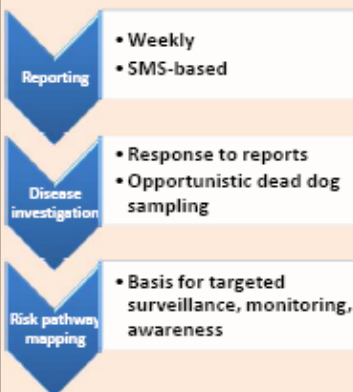 Reporting
• Weekly
• SMS-based
Disease
investigation
• Response to reports
• Opportunistic dead dog
sampling
Risk pathway
mapping
• Basis for targeted
surveillance, monitoring,
awareness